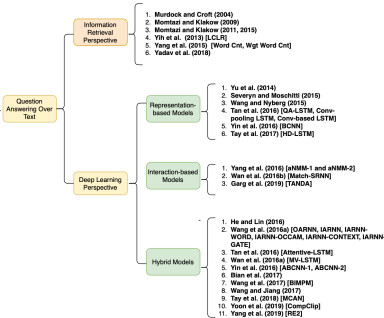 Information
Retrieval
Perspective
1. Murdock and Croft (2004)
2. Momtazi and Klakow (2009)
3. Momtazi and Klakow (2011, 2015)
4. Yih et al. (2013) [LCLR]
5. Yang et al. (2015) [Word Cnt, Wgt Word Cnt]
6. Yadav et al. (2018)
Question
Answering Over
Text
Deep Learning
Perspective
Representation-
based Models
1. Yu et al. (2014)
2. Severyn and Moschitti (2015)
3. Wang and Nyberg (2015)
4. Tan et al. (2016) [QA-LSTM, Conv-
pooling LSTM, Conv-based LSTM]
5. Yin et al. (2016) [BCNN]
6. Tay et al. (2017) [HD-LSTM]
Interaction-based
Models
1. Yang et al. (2016) [aNMM-1 and aNMM-2]
2. Wan et al. (2016b) [Match-SRNN]
3. Garg et al. (2019) [TANDA]
Hybrid Models
1. He and Lin (2016)
2. Wang et al. (2016a) [OARNN, IARNN, IARNN-
WORD, IARNN-OCCAM, IARNN-CONTEXT, IARNN-
GATE]
3. Tan et al. (2016) [Attentive-LSTM]
4. Wan et al. (2016a) [MV-LSTM]
5. Yin et al. (2016) [ABCNN-1, ABCNN-2]
6. Bian et al. (2017)
7. Wang et al. (2017) [BIMPM]
8. Wang and Jiang (2017)
9. Tay et al. (2018) [MCAN]
10. Yoon et al. (2019) [CompClip]
11. Yang et al. (2019) [RE2]